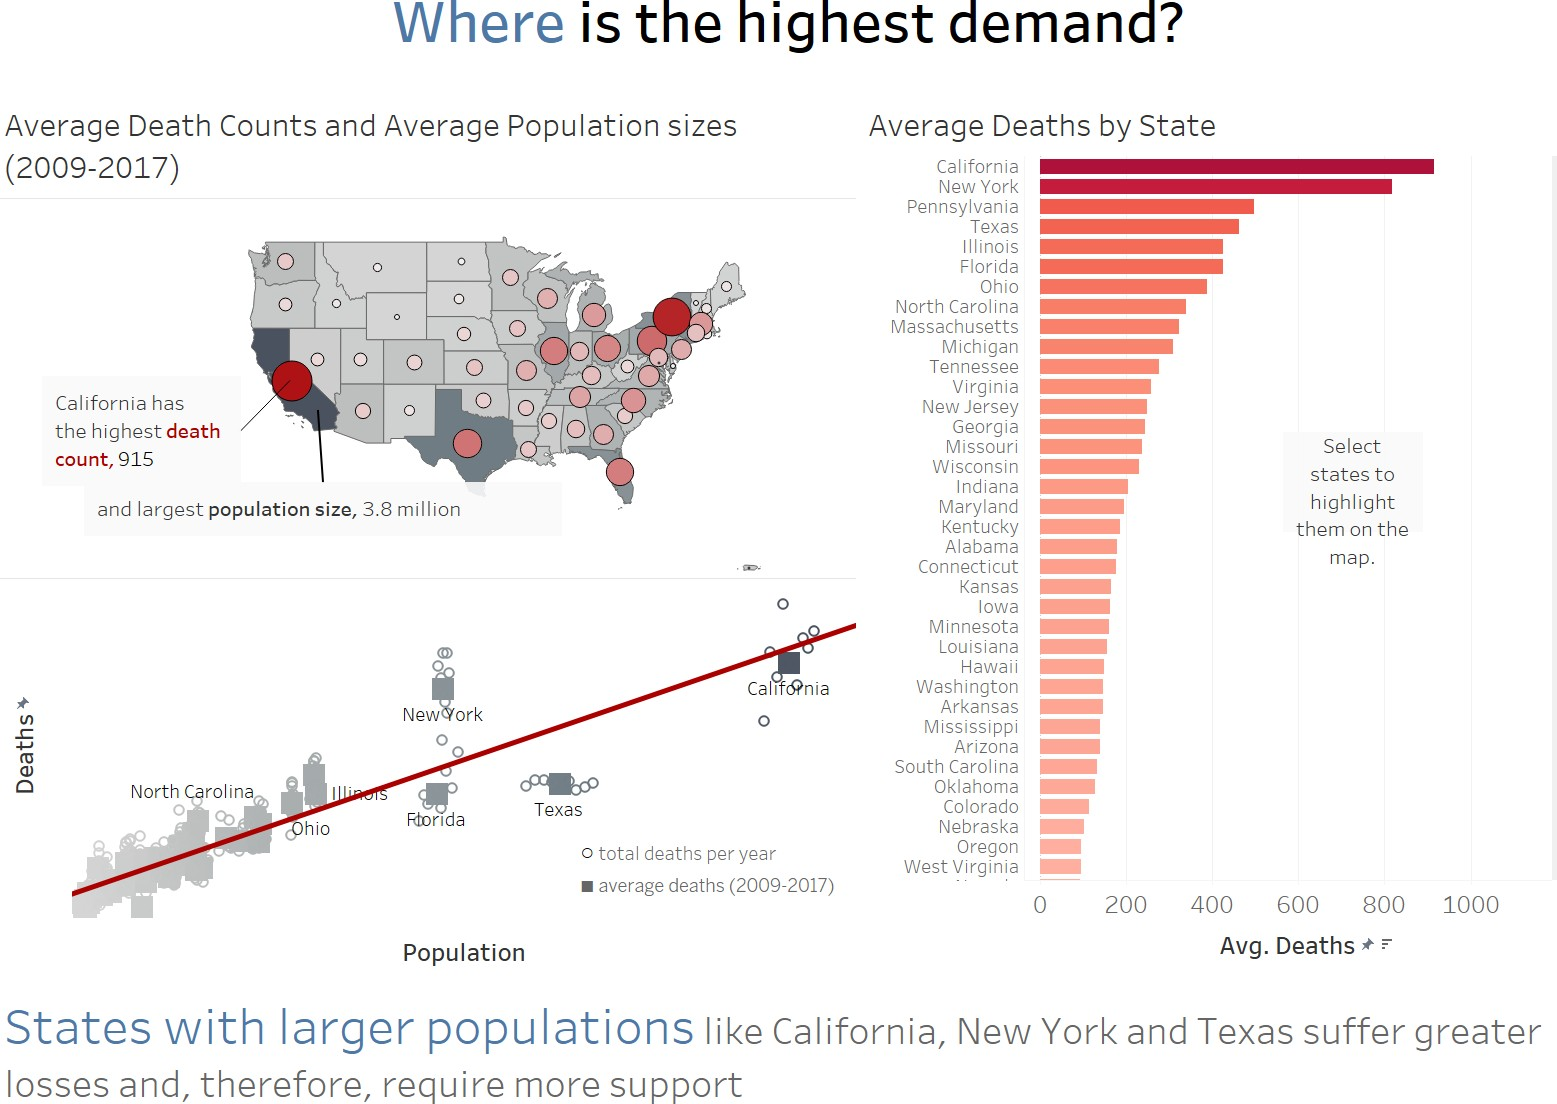 Where is the highest demand?
Average Death Counts and Average Population sizes
(2009-2017)
California has
the highest death
count, 915
and largest population size, 3.8 million
Deaths
New York
California
North Carolina
Illinois
Ohio
Florida
Texas
total deaths per year
average deaths (2009-2017)
Population
Average Deaths by State
California
New York
Pennsylvania
Texas
Illinois
Florida
Ohio
North Carolina
Massachusetts
Michigan
Tennessee
Virginia
New Jersey
Georgia
Missouri
Wisconsin
Indiana
Maryland
Kentucky
Alabama
Connecticut
Kansas
Iowa
Minnesota
Louisiana
Hawaii
Washington
Arkansas
Mississippi
Arizona
South Carolina
Oklahoma
Colorado
Nebraska
Oregon
West Virginia
Select
states to
highlight
them on the
map.
0 200 400 600 800 1000
Avg. Deaths
States with larger populations like California, New York and Texas suffer greater
losses and, therefore, require more support